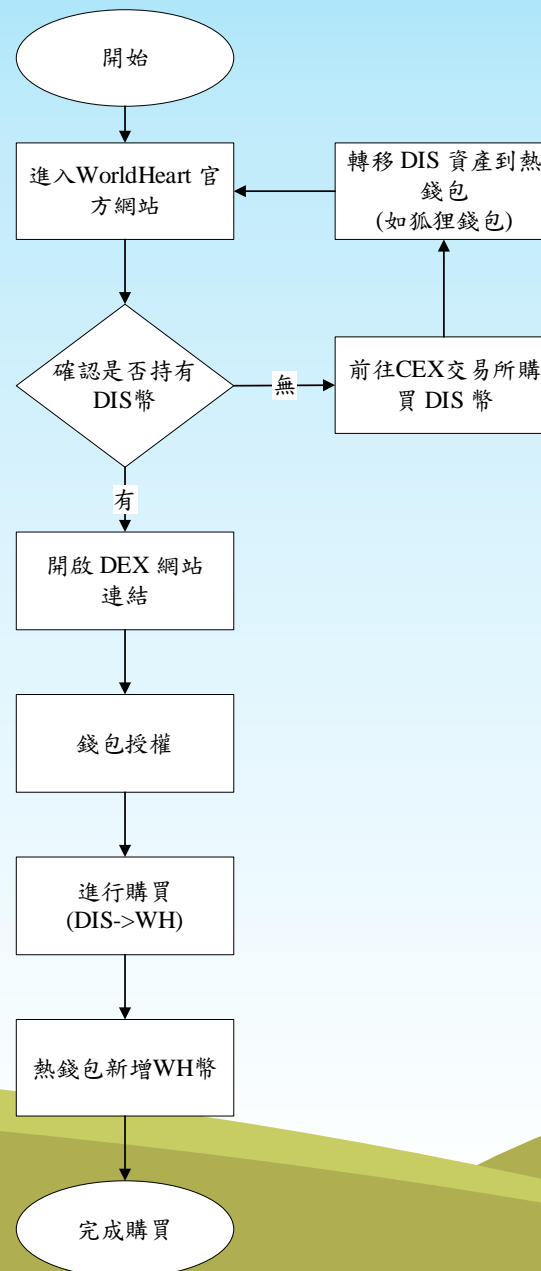 開始
進入WorldHeart 官
方網站
轉移 DIS 資產到熱
錢包
(如狐狸錢包)
確認是否持有
DIS幣
無
前往CEX交易所購
買 DIS 幣
有
開啟 DEX 網站
連結
錢包授權
進行購買
(DIS->WH)
熱錢包新增WH幣
完成購買